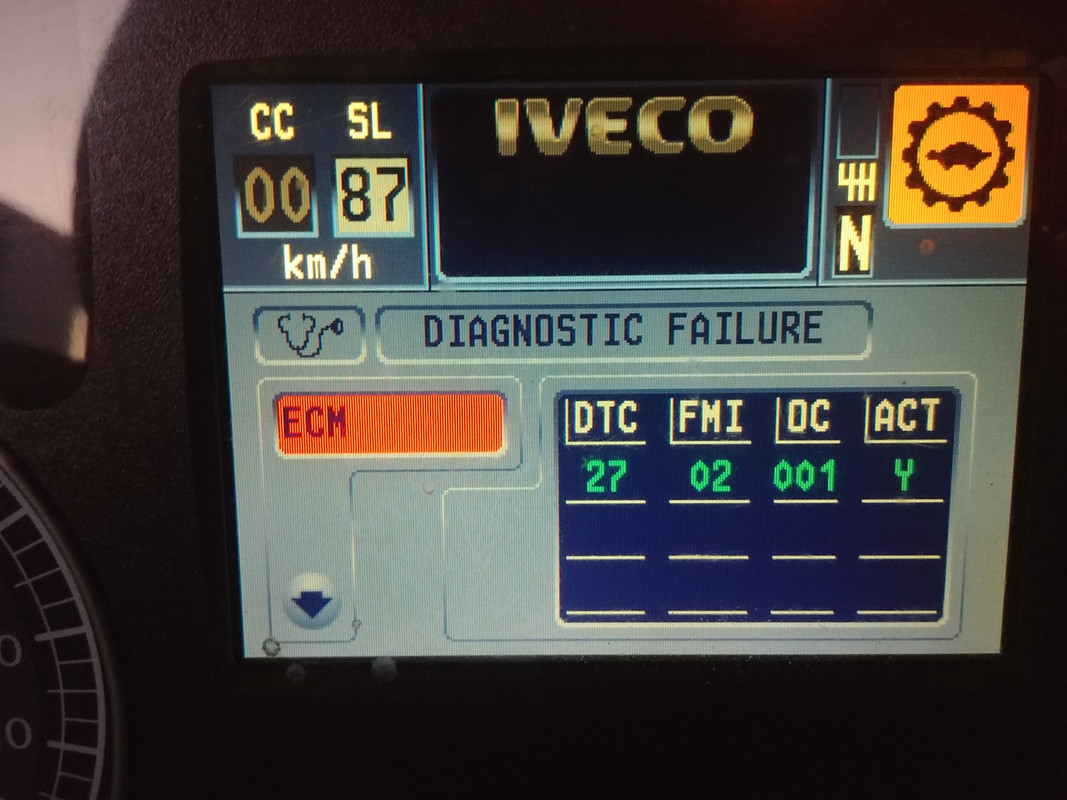 CC SL
00 87
km/h
IVECO
N
DIAGNOSTIC FAILURE
ECM
DTC FMI OC ACT
27 02 001 Y